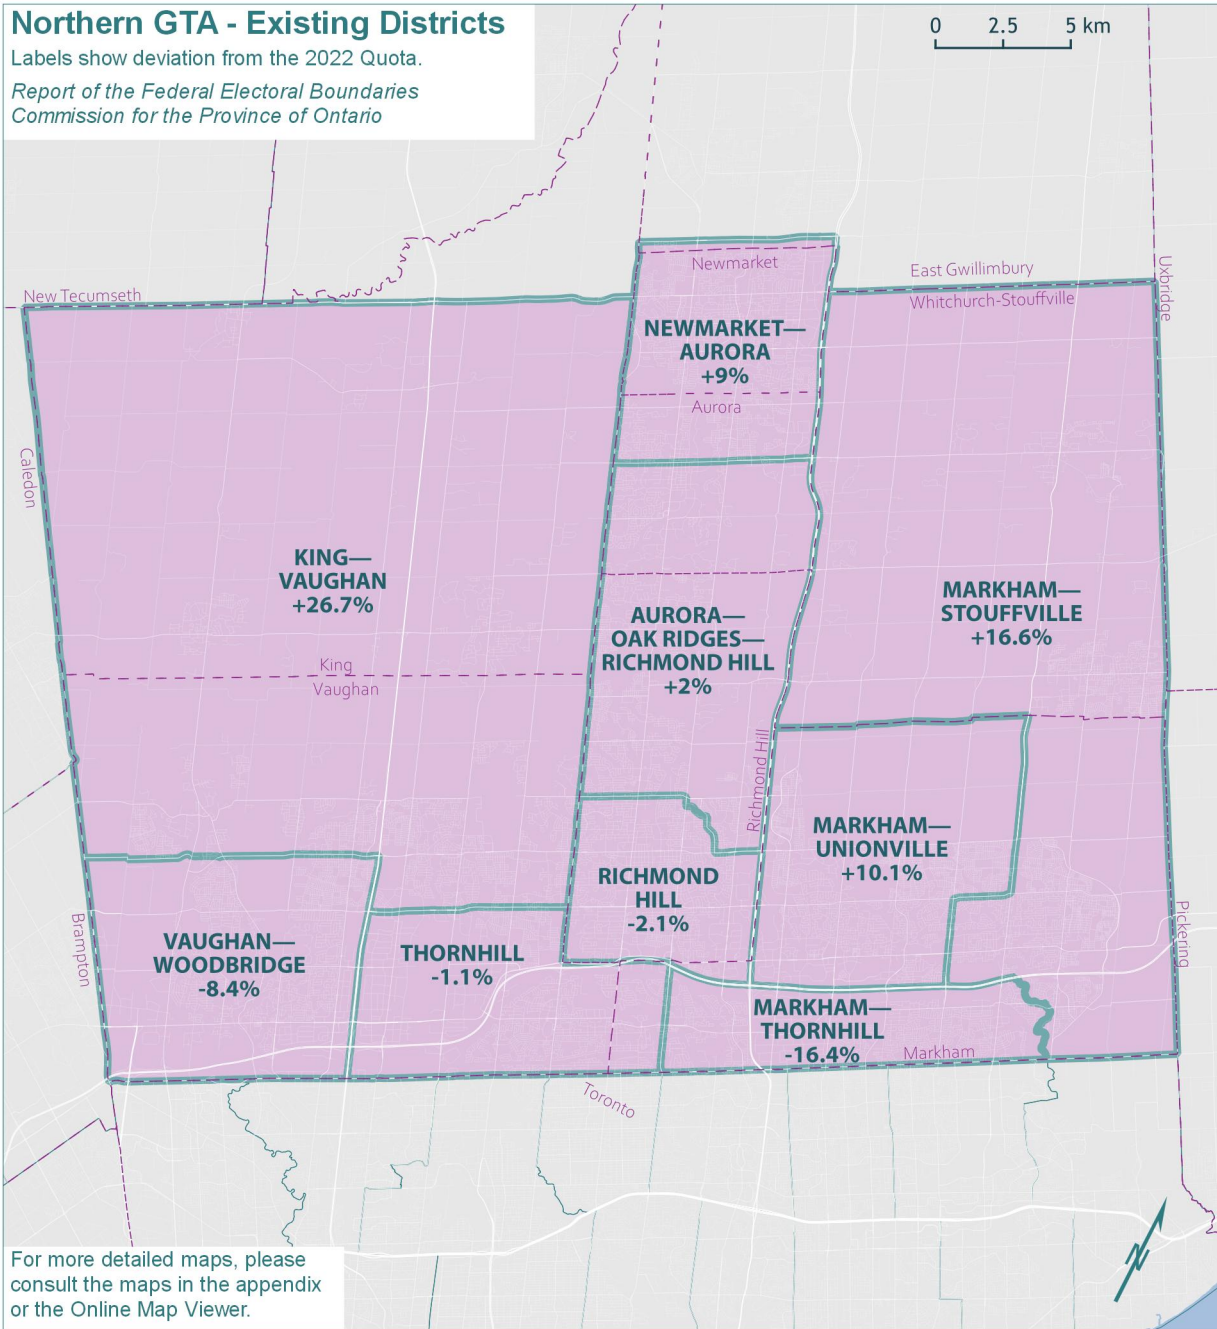 Northern GTA - Existing Districts
Labels show deviation from the 2022 Quota.
Report of the Federal Electoral Boundaries
Commission for the Province of Ontario
0 2.5 5 km
New Tecumseth
Newmarket
East Gwillimbury
Whitchurch-Stouffville
Uxbridge
NEWMARKET—
AURORA
+9%
Aurora
Caledon
KING—
VAUGHAN
+26.7%
MARKHAM—
STOUFFVILLE
+16.6%
AURORA—
OAK RIDGES—
RICHMOND HILL
+2%
King
Vaughan
Richmond Hill
MARKHAM—
UNIONVILLE
+10.1%
RICHMOND
HILL
-2.1%
Brampton
VAUGHAN—
WOODBRIDGE
-8.4%
THORNHILL
-1.1%
Pickering
MARKHAM—
THORNHILL
-16.4%
Markham
Toronto
N
For more detailed maps, please
consult the maps in the appendix
or the Online Map Viewer.